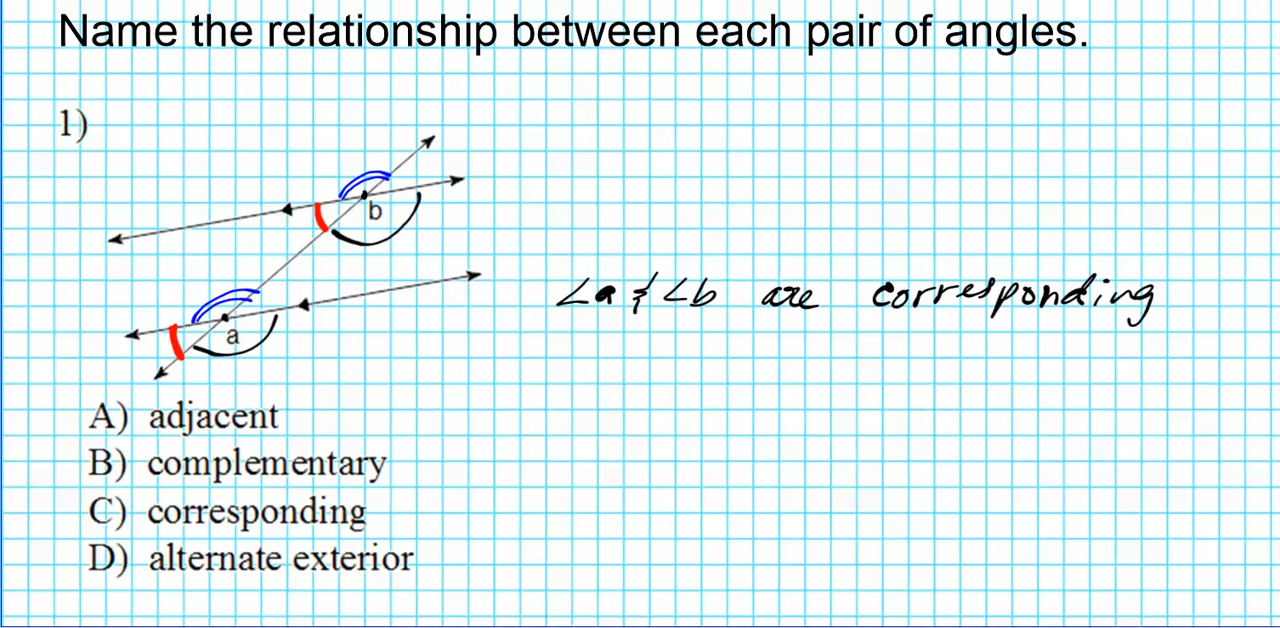 Name the relationship between each pair of angles.
1)
b
∠a & ∠b are corresponding
a
A) adjacent
B) complementary
C) corresponding
D) alternate exterior